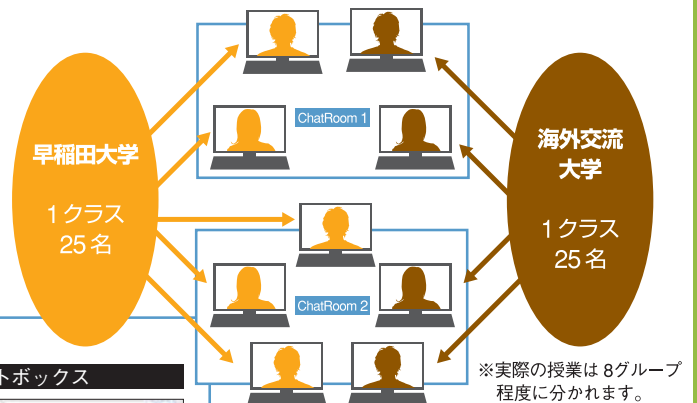 早稲田大学
1クラス
25名
ChatRoom 1
ChatRoom 2
海外交流
大学
1クラス
25名
※実際の授業は8グループ
程度に分かれます。
トボックス